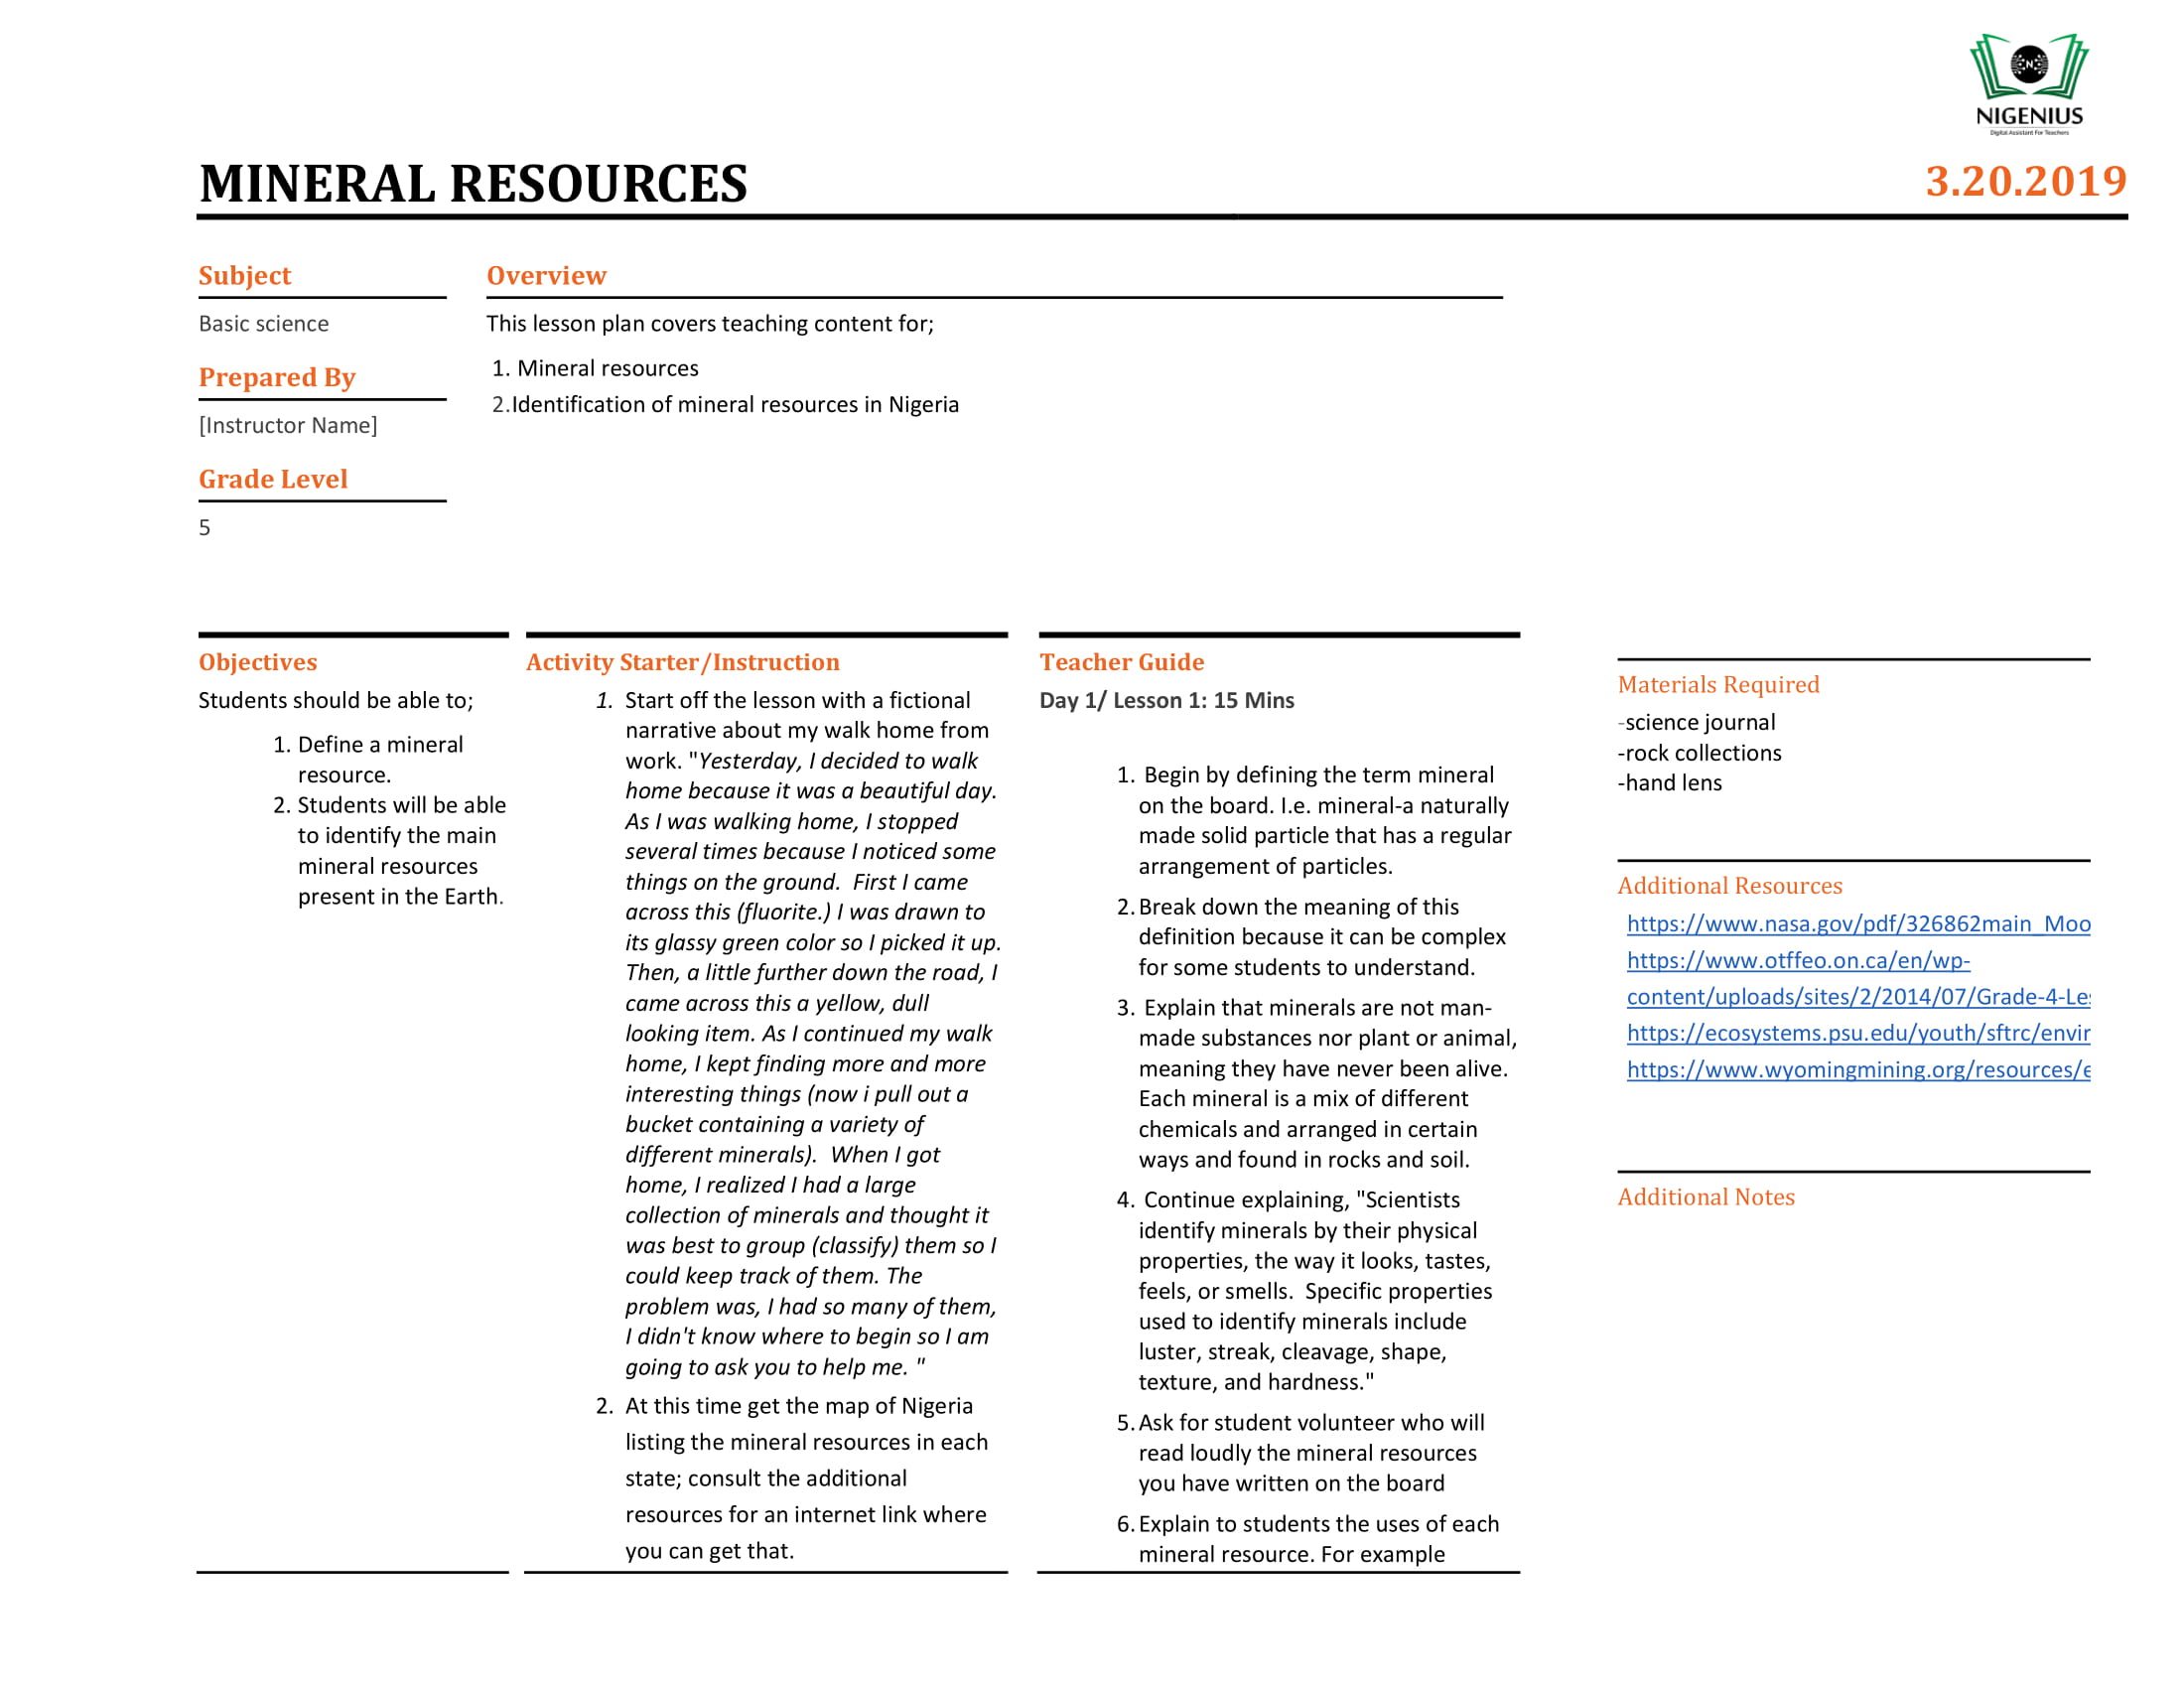 NIGENIUS
Digital Assistant For Teachers
MINERAL RESOURCES
3.20.2019
Subject
Basic science
Prepared By
[Instructor Name]
Grade Level
5
Overview
This lesson plan covers teaching content for;
1. Mineral resources
2.Identification of mineral resources in Nigeria
Objectives
Students should be able to;
1. Define a mineral
resource.
2. Students will be able
to identify the main
mineral resources
present in the Earth.
Activity Starter/Instruction
1. Start off the lesson with a fictional
narrative about my walk home from
work. "Yesterday, I decided to walk
home because it was a beautiful day.
As I was walking home, I stopped
several times because I noticed some
things on the ground.  First I came
across this (fluorite.) I was drawn to
its glassy green color so I picked it up.
Then, a little further down the road, I
came across this a yellow, dull
looking item. As I continued my walk
home, I kept finding more and more
interesting things (now i pull out a
bucket containing a variety of
different minerals).  When I got
home, I realized I had a large
collection of minerals and thought it
was best to group (classify) them so I
could keep track of them. The
problem was, I had so many of them,
I didn't know where to begin so I am
going to ask you to help me. "
2. At this time get the map of Nigeria
listing the mineral resources in each
state; consult the additional
resources for an internet link where
you can get that.
Teacher Guide
Day 1/ Lesson 1: 15 Mins
1. Begin by defining the term mineral
on the board. I.e. mineral-a naturally
made solid particle that has a regular
arrangement of particles.
2. Break down the meaning of this
definition because it can be complex
for some students to understand.
3. Explain that minerals are not man-
made substances nor plant or animal,
meaning they have never been alive.
Each mineral is a mix of different
chemicals and arranged in certain
ways and found in rocks and soil.
4. Continue explaining, "Scientists
identify minerals by their physical
properties, the way it looks, tastes,
feels, or smells.  Specific properties
used to identify minerals include
luster, streak, cleavage, shape,
texture, and hardness."
5. Ask for student volunteer who will
read loudly the mineral resources
you have written on the board
6. Explain to students the uses of each
mineral resource. For example
Materials Required
-science journal
-rock collections
-hand lens
Additional Resources
https://www.nasa.gov/pdf/326862main_Moo
https://www.otffeo.on.ca/en/wp-
content/uploads/sites/2/2014/07/Grade-4-Les
https://ecosystems.psu.edu/youth/sftrc/envir
https://www.wyomingmining.org/resources/e
Additional Notes